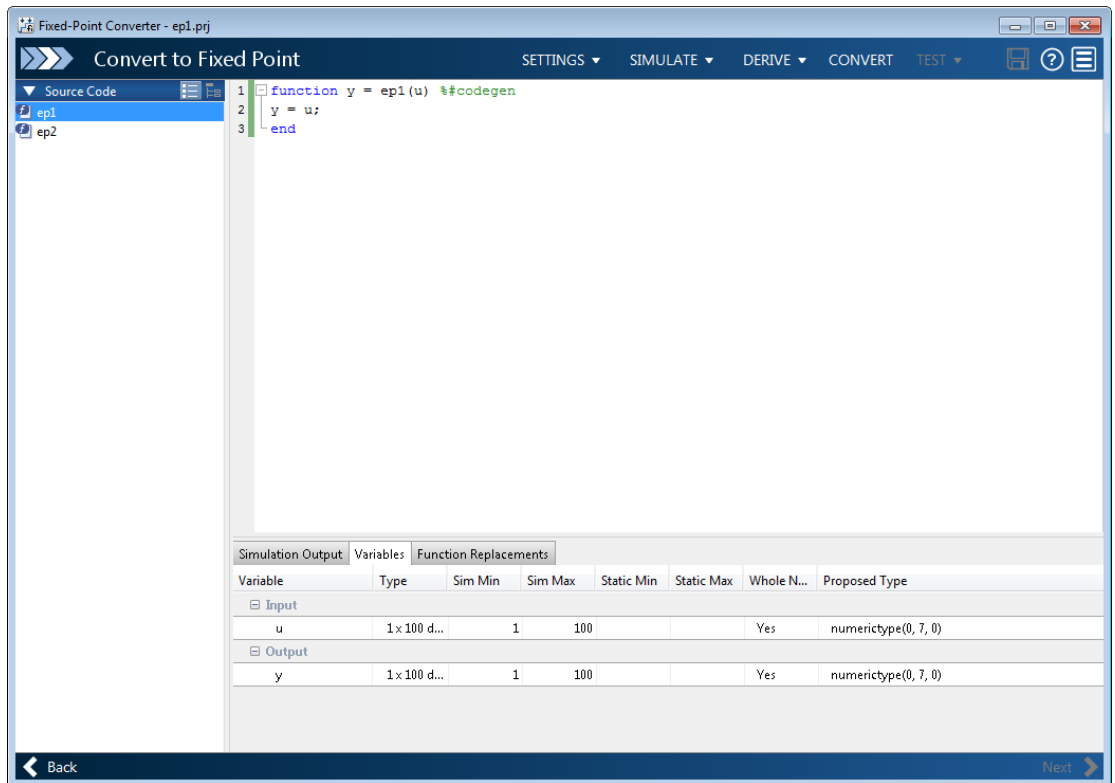 Fixed-Point Converter - ep1.prj
Convert to Fixed Point SETTINGS SIMULATE DERIVE CONVERT TEST
Source Code
ep1
ep2
1 function y = ep1(u) %#codegen
2 y = u;
3 end
Simulation Output Variables Function Replacements
Variable Type Sim Min Sim Max Static Min Static Max Whole N... Proposed Type
Input
u 1 x 100 d... 1 100 Yes numerictype(0, 7, 0)
Output
y 1 x 100 d... 1 100 Yes numerictype(0, 7, 0)
Back Next